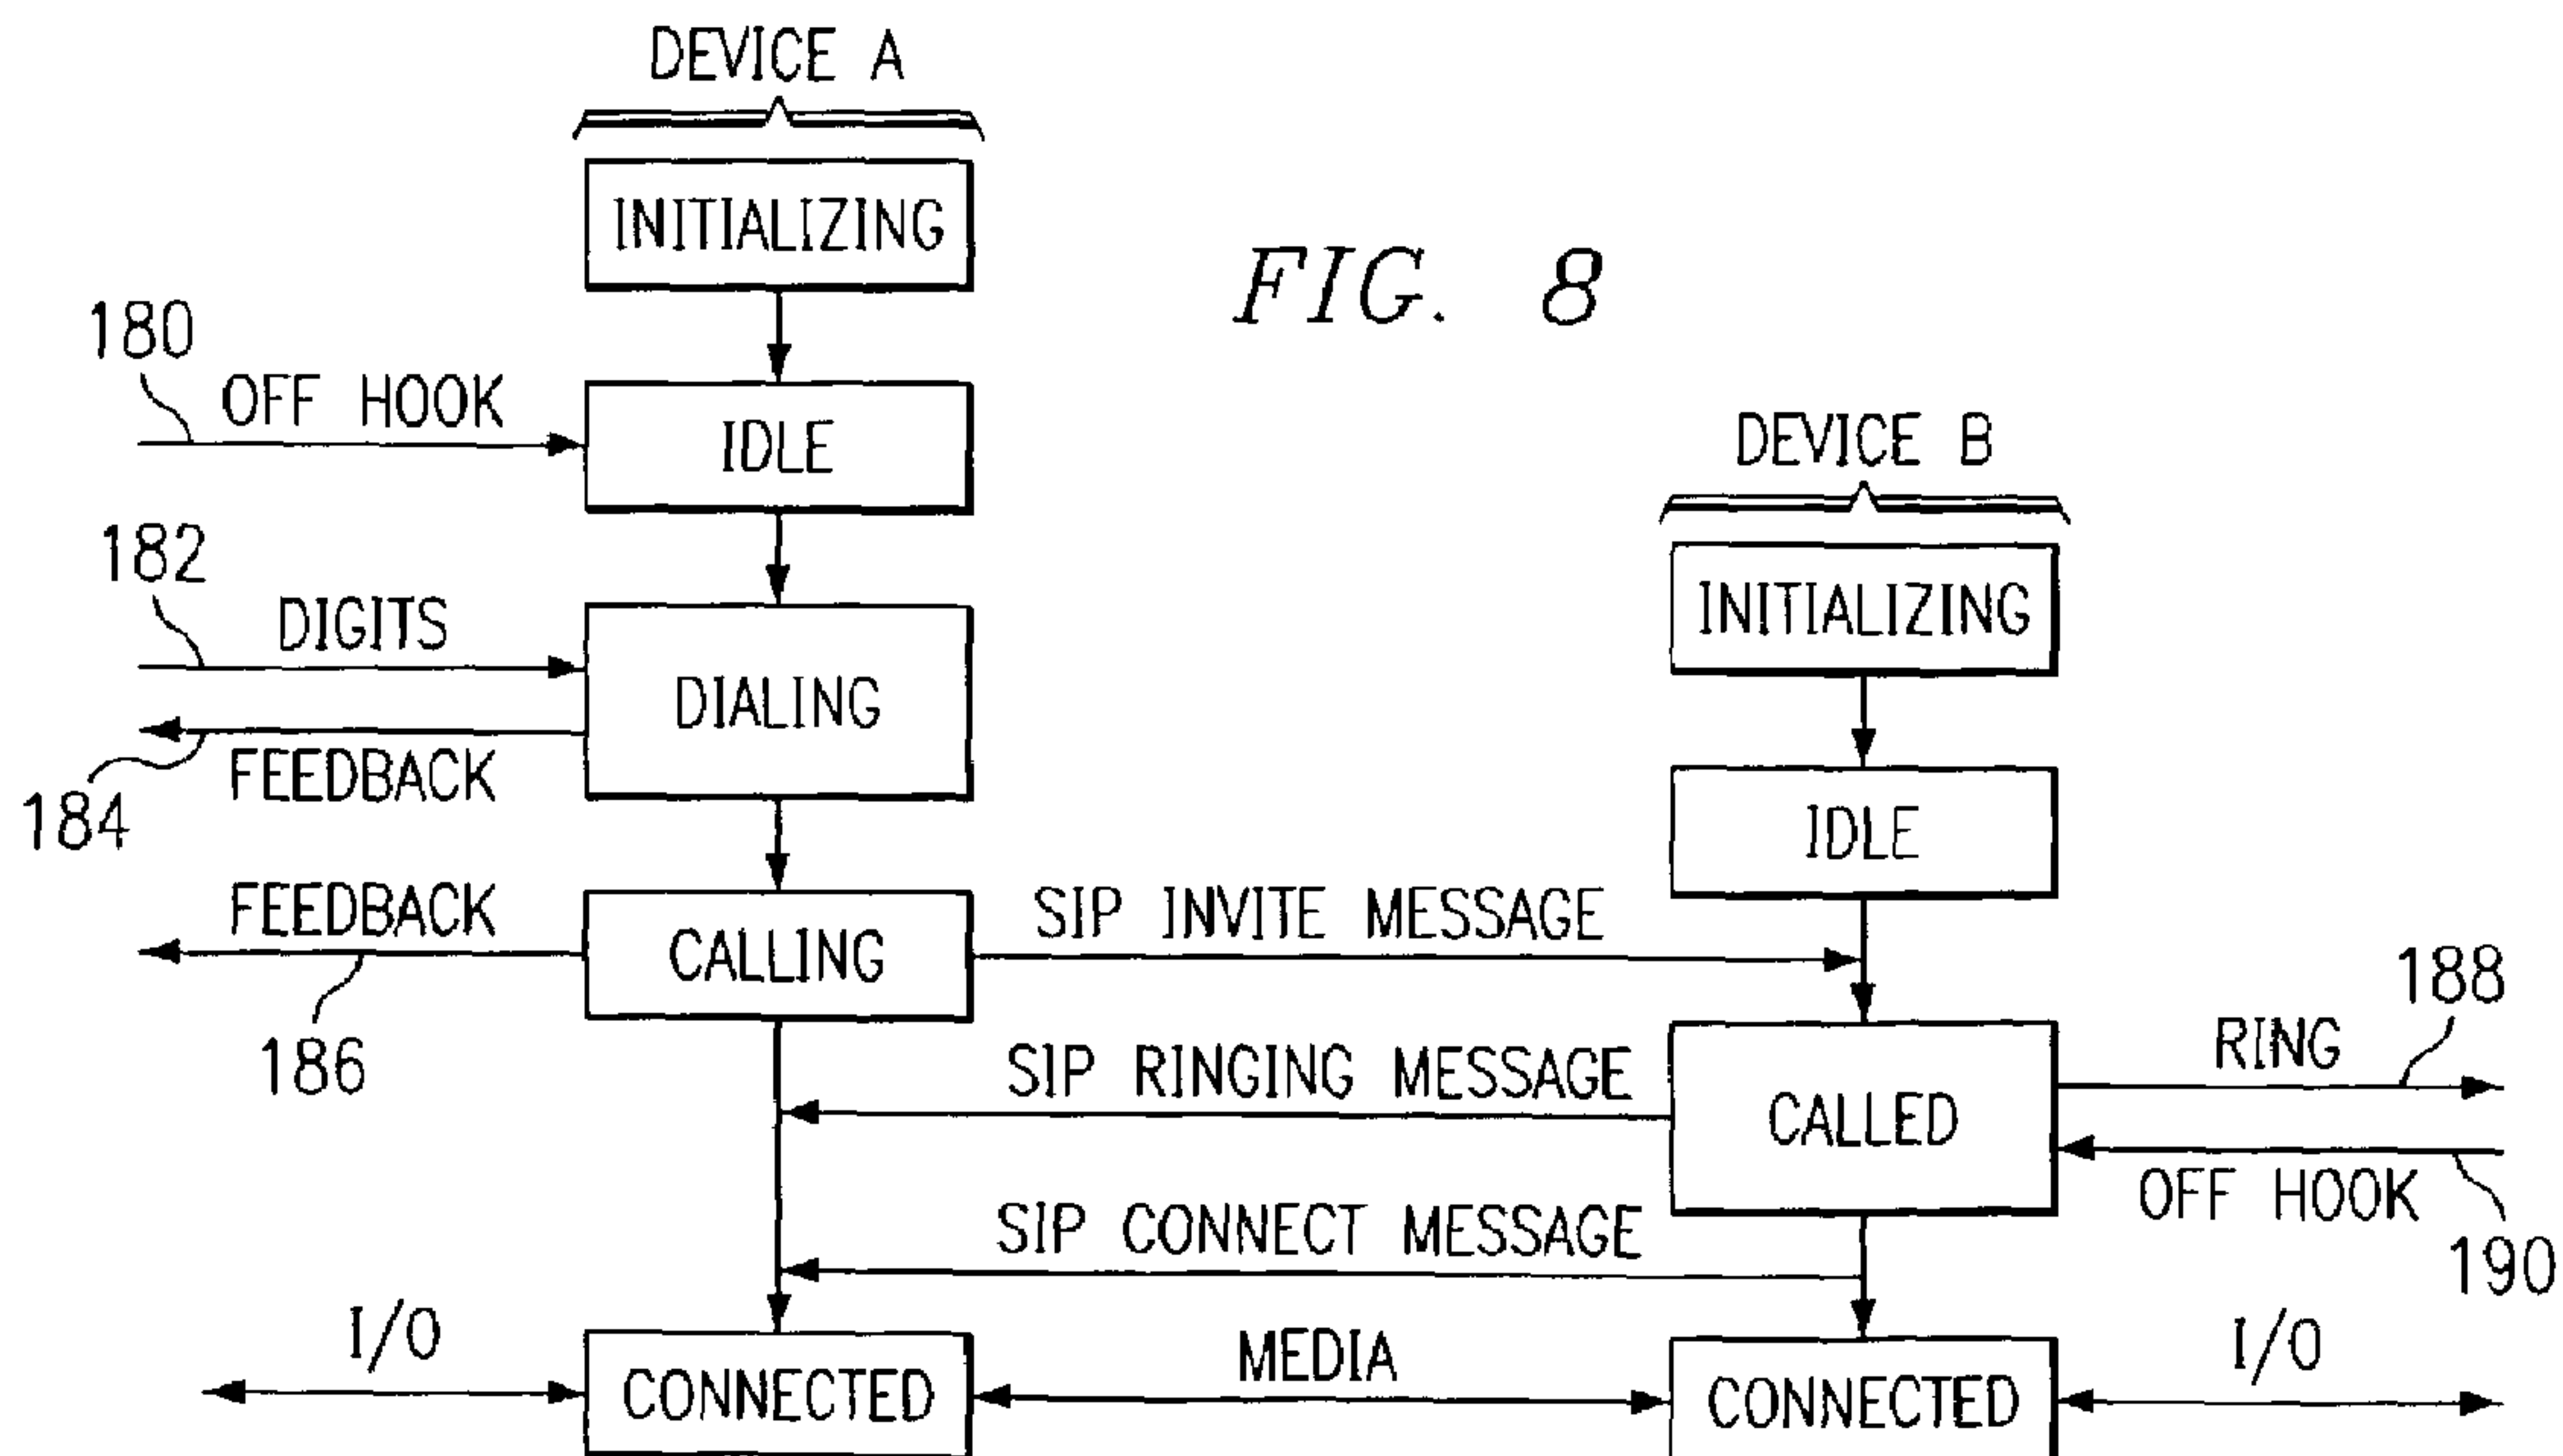 DEVICE A
INITIALIZING
FIG. 8
180
OFF HOOK
IDLE
DEVICE B
182
DIGITS
INITIALIZING
DIALING
FEEDBACK
184
IDLE
FEEDBACK
SIP INVITE MESSAGE
CALLING
186
188
RING
SIP RINGING MESSAGE
CALLED
OFF HOOK
190
SIP CONNECT MESSAGE
I/O
MEDIA
I/O
CONNECTED
CONNECTED